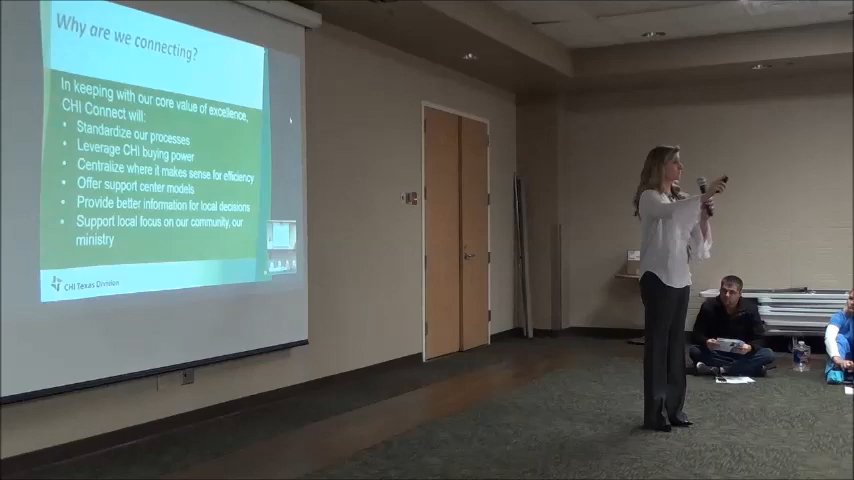 Why are we connecting?
In keeping with our core value of excellence,
CHI Connect will:
• Standardize our processes
• Leverage CHI buying power
• Centralize where it makes sense for efficiency
• Offer support center models
• Provide better information for local decisions
• Support local focus on our community, our
ministry
CHI Texas Division